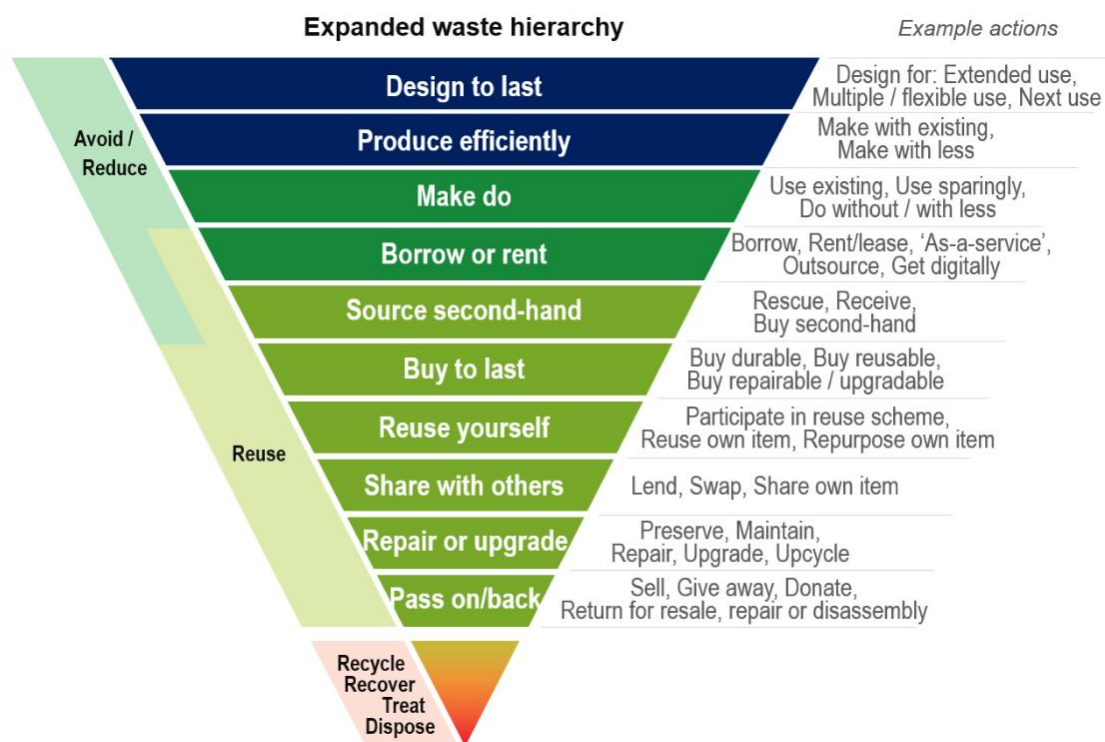 Expanded waste hierarchy
Example actions
Avoid /
Reduce
Design to last
Design for: Extended use,
Multiple / flexible use, Next use
Produce efficiently
Make with existing,
Make with less
Make do
Use existing, Use sparingly,
Do without / with less
Borrow or rent
Borrow, Rent/lease, ‘As-a-service’,
Outsource, Get digitally
Source second-hand
Rescue, Receive,
Buy second-hand
Buy to last
Buy durable, Buy reusable,
Buy repairable / upgradable
Reuse
Reuse yourself
Participate in reuse scheme,
Reuse own item, Repurpose own item
Share with others
Lend, Swap, Share own item
Repair or upgrade
Preserve, Maintain,
Repair, Upgrade, Upcycle
Pass on/back
Sell, Give away, Donate,
Return for resale, repair or disassembly
Recycle
Recover
Treat
Dispose